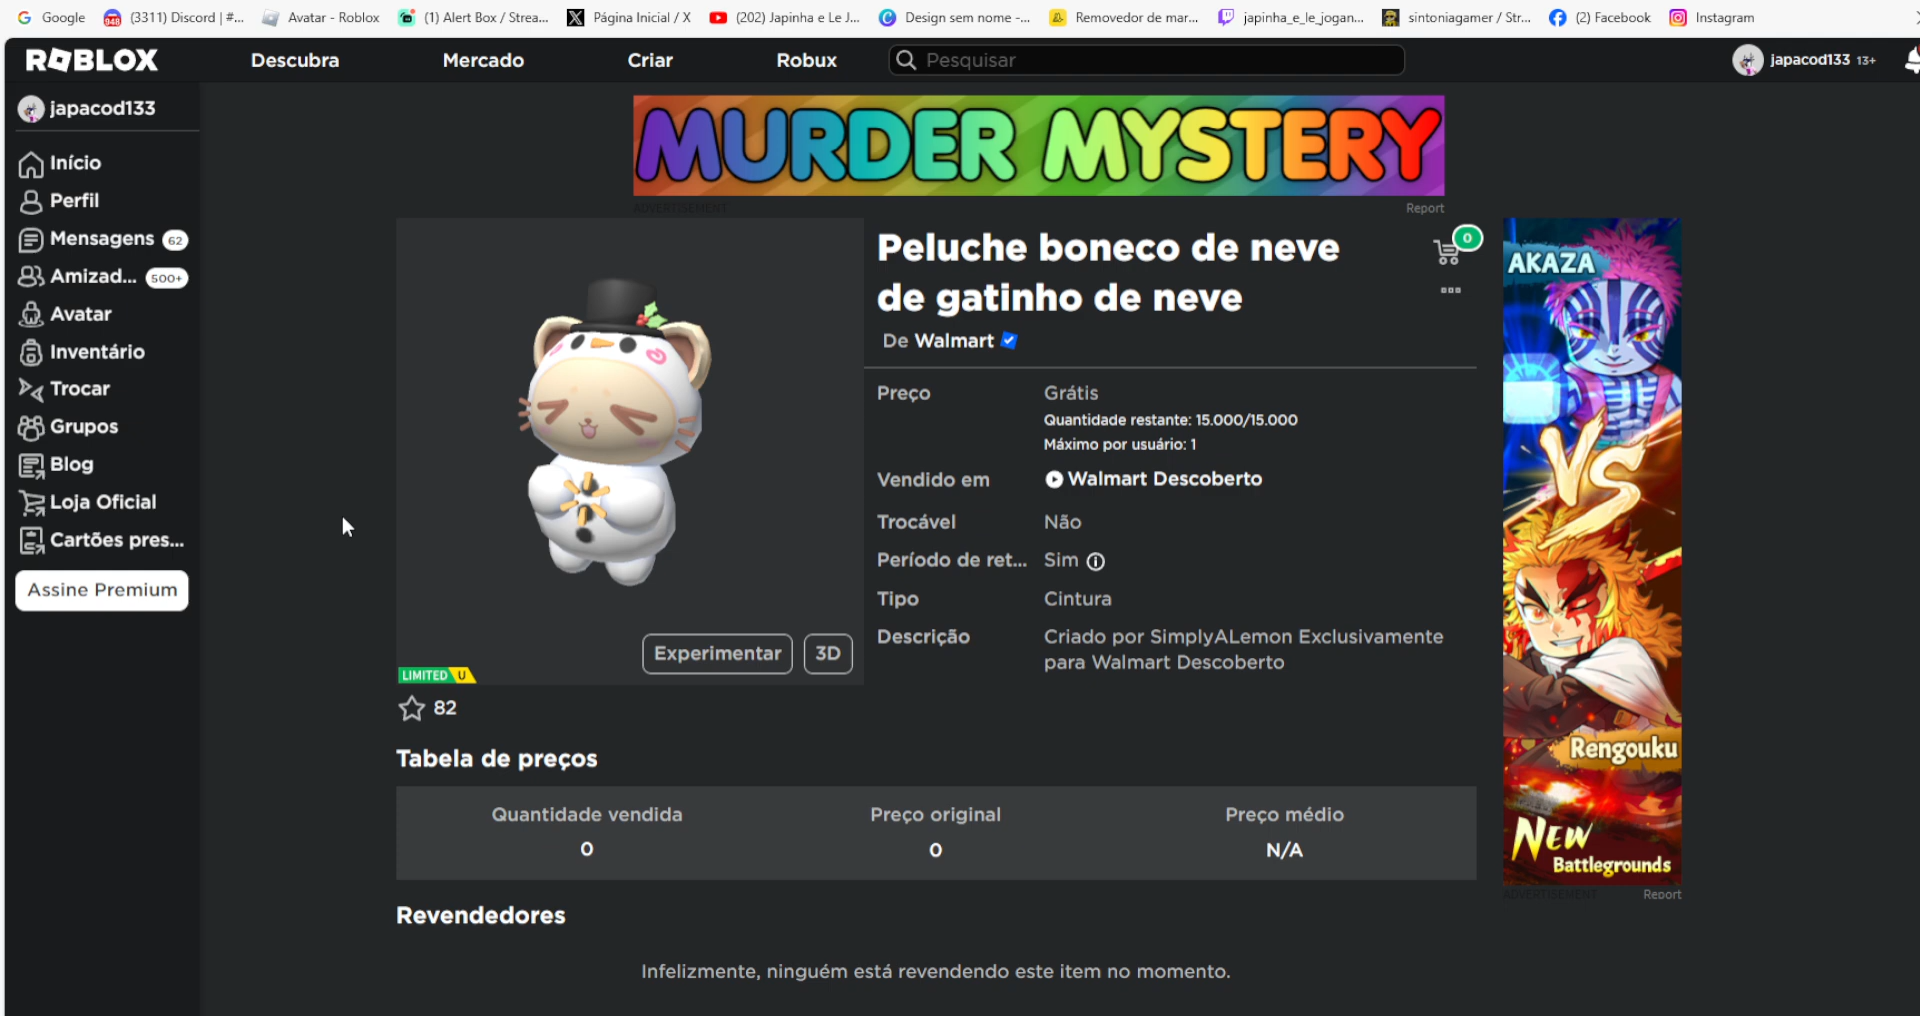 Google
948
(3311) Discord | #...
Avatar - Roblox
(1) Alert Box / Strea...
Página Inicial / X
(202) Japinha e Le J...
Design sem nome -...
Removedor de mar...
japinha_e_le_jogan...
sintoniagamer / Str...
(2) Facebook
Instagram
ROBLOX
Descubra
Mercado
Criar
Robux
Pesquisar
japacod133 13+
japacod133
Início
Perfil
Mensagens 62
Amizad... 500+
Avatar
Inventário
Trocar
Grupos
Blog
Loja Oficial
Cartões pres...
Assine Premium
MURDER MYSTERY
ADVERTISEMENT
Report
Peluche boneco de neve
de gatinho de neve
0
De Walmart
Preço
Grátis
Quantidade restante: 15.000/15.000
Máximo por usuário: 1
Vendido em
Walmart Descoberto
Trocável
Não
Período de ret...
Sim
Tipo
Cintura
Descrição
Criado por SimplyALemon Exclusivamente
para Walmart Descoberto
Experimentar
3D
LIMITED U
82
Tabela de preços
Quantidade vendida
0
Preço original
0
Preço médio
N/A
Revendedores
Infelizmente, ninguém está revendendo este item no momento.
AKAZA
VS
Rengouku
NEW
Battlegrounds
ADVERTISEMENT
Report